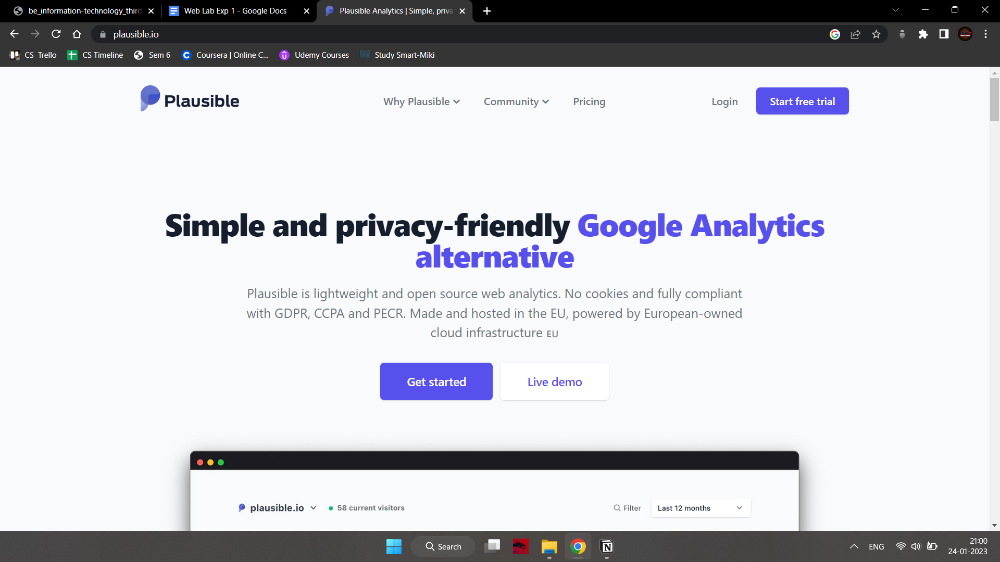 be_information-technology_third
Web Lab Exp 1 - Google Docs
Plausible Analytics | Simple, priva
plausible.io
CS Trello
CS Timeline
Sem 6
Coursera | Online C...
Udemy Courses
Study Smart-Miki
Plausible
Why Plausible
Community
Pricing
Login
Start free trial
Simple and privacy-friendly Google Analytics
alternative
Plausible is lightweight and open source web analytics. No cookies and fully compliant
with GDPR, CCPA and PECR. Made and hosted in the EU, powered by European-owned
cloud infrastructure EU
Get started
Live demo
plausible.io
58 current visitors
Filter
Last 12 months
Search
ENG
21:00
24-01-2023